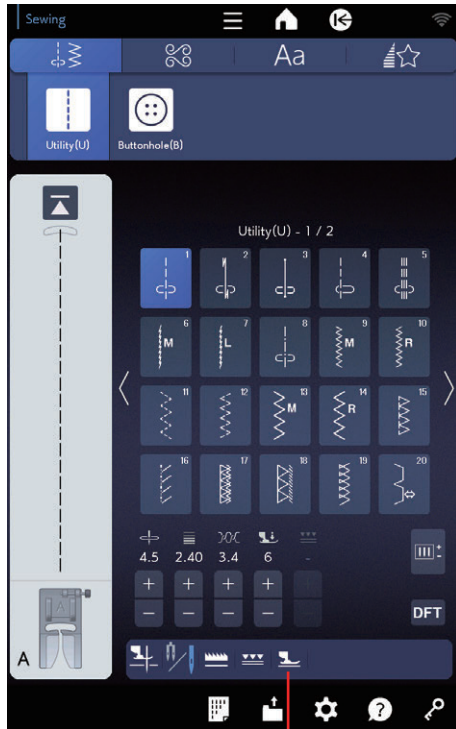 Sewing
Aa
Utility(U) Buttonhole(B)
Utility(U) - 1 / 2
1 2 3 4 5
6 M 7 L 8 9 M 10 R
11 12 13 M 14 R 15
16 17 18 19 20
4.5 2.40 3.4 6 -
+ + + +
- - - -
DFT
A
A
?